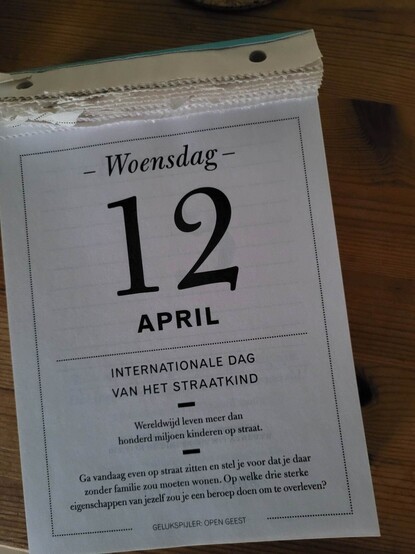 – Woensdag –
12
APRIL
INTERNATIONALE DAG
VAN HET STRAATKIND
Wereldwijd leven meer dan
honderd miljoen kinderen op straat.
Ga vandaag even op straat zitten en stel je voor dat je daar
zonder familie zou moeten wonen. Op welke drie sterke
eigenschappen van jezelf zou je een beroep doen om te overleven?
GELUKSPIJLER: OPEN GEEST